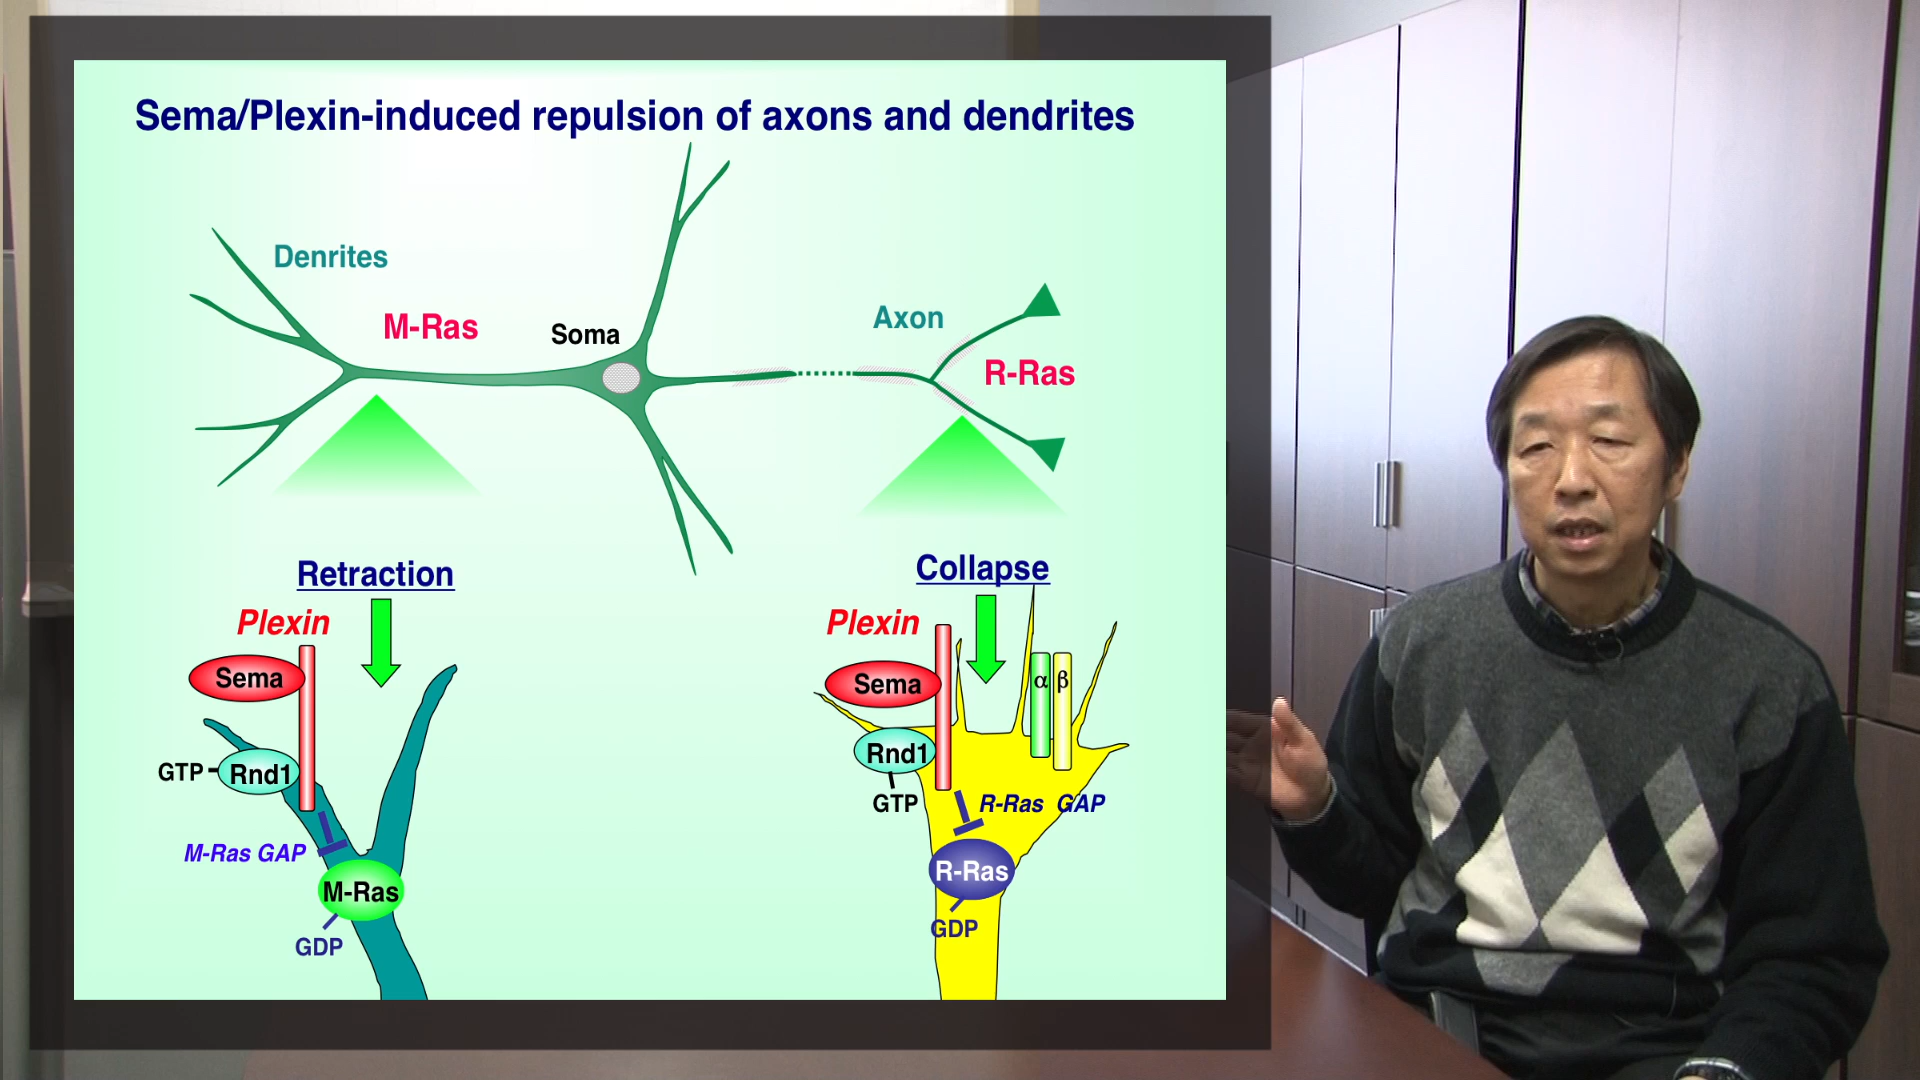 Sema/Plexin-induced repulsion of axons and dendrites
Denrites
M-Ras
Soma
Axon
R-Ras
Retraction
Plexin
Sema
GTP
Rnd1
M-Ras GAP
M-Ras
GDP
Collapse
Plexin
Sema
α β
Rnd1
GTP
R-Ras GAP
R-Ras
GDP